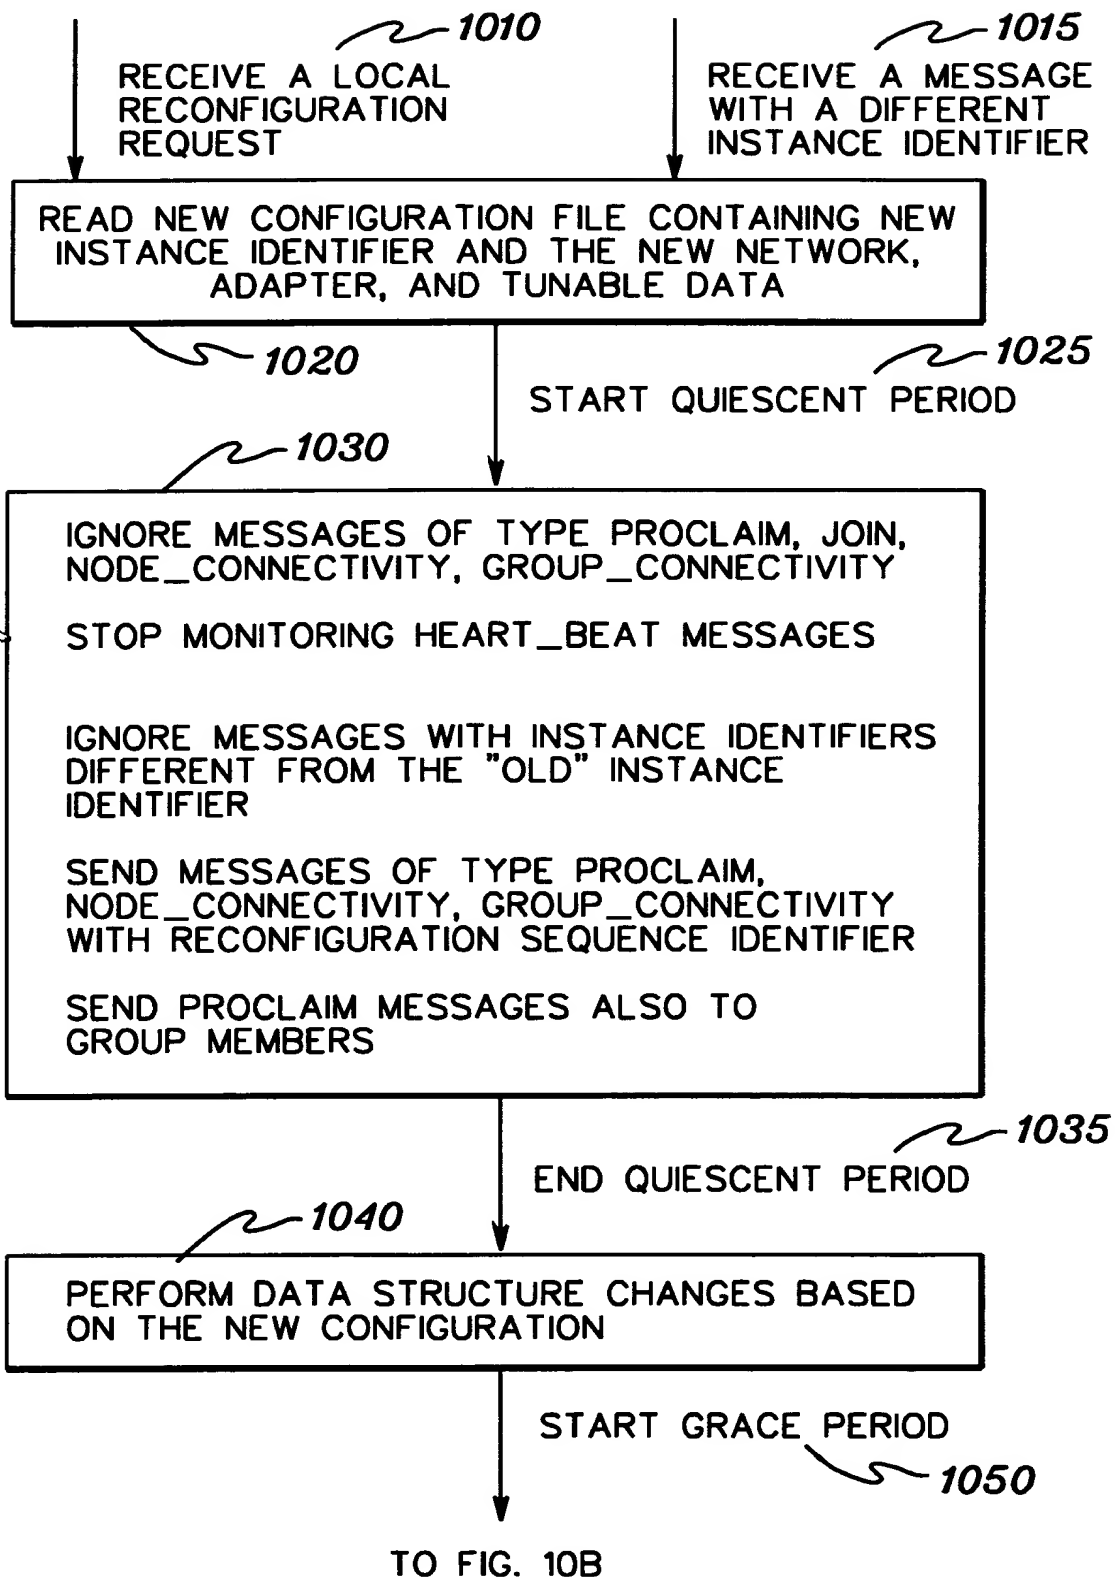 1010
RECEIVE A LOCAL
RECONFIGURATION
REQUEST
1015
RECEIVE A MESSAGE
WITH A DIFFERENT
INSTANCE IDENTIFIER
READ NEW CONFIGURATION FILE CONTAINING NEW
INSTANCE IDENTIFIER AND THE NEW NETWORK,
ADAPTER, AND TUNABLE DATA
1020
1025
START QUIESCENT PERIOD
1030
IGNORE MESSAGES OF TYPE PROCLAIM, JOIN,
NODE_CONNECTIVITY, GROUP_CONNECTIVITY
STOP MONITORING HEART_BEAT MESSAGES
IGNORE MESSAGES WITH INSTANCE IDENTIFIERS
DIFFERENT FROM THE "OLD" INSTANCE
IDENTIFIER
SEND MESSAGES OF TYPE PROCLAIM,
NODE_CONNECTIVITY, GROUP_CONNECTIVITY
WITH RECONFIGURATION SEQUENCE IDENTIFIER
SEND PROCLAIM MESSAGES ALSO TO
GROUP MEMBERS
1035
END QUIESCENT PERIOD
1040
PERFORM DATA STRUCTURE CHANGES BASED
ON THE NEW CONFIGURATION
START GRACE PERIOD
1050
TO FIG. 10B